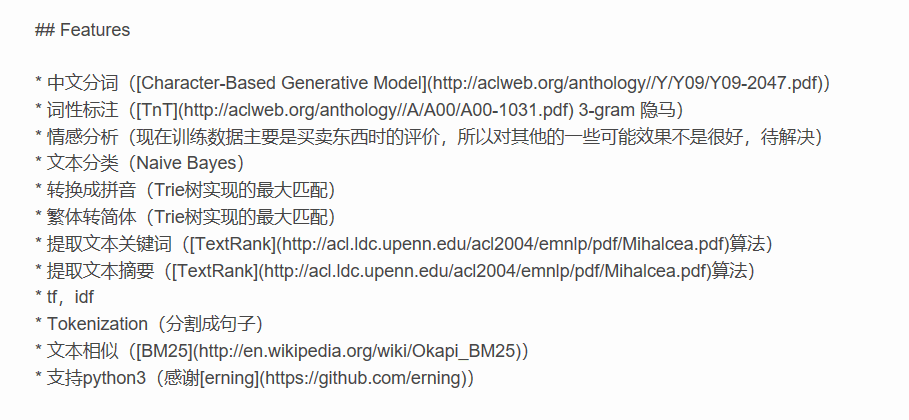 ## Features
* 中文分词（[Character-Based Generative Model](http://aclweb.org/anthology//Y/Y09/Y09-2047.pdf)）
* 词性标注（[TnT](http://aclweb.org/anthology//A/A00/A00-1031.pdf) 3-gram 隐马）
* 情感分析（现在训练数据主要是买卖东西时的评价，所以对其他的一些可能效果不是很好，待解决）
* 文本分类（Naive Bayes）
* 转换成拼音（Trie树实现的最大匹配）
* 繁体转简体（Trie树实现的最大匹配）
* 提取文本关键词（[TextRank](http://acl.ldc.upenn.edu/acl2004/emnlp/pdf/Mihalcea.pdf)算法）
* 提取文本摘要（[TextRank](http://acl.ldc.upenn.edu/acl2004/emnlp/pdf/Mihalcea.pdf)算法）
* tf，idf
* Tokenization（分割成句子）
* 文本相似（[BM25](http://en.wikipedia.org/wiki/Okapi_BM25)）
* 支持python3（感谢[erning](https://github.com/erning)）